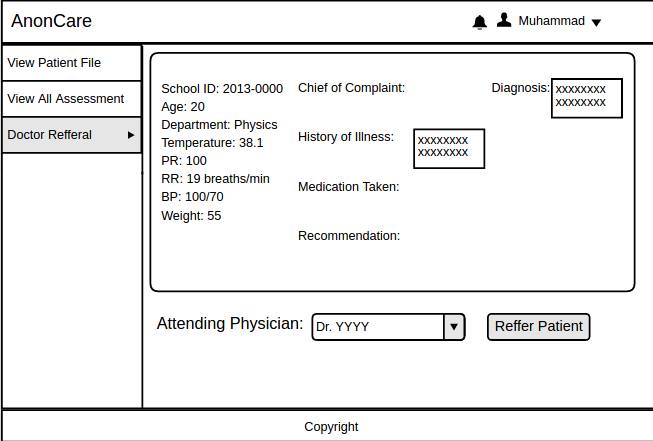 AnonCare
Muhammad
View Patient File
View All Assessment
Doctor Refferal
School ID: 2013-0000
Age: 20
Department: Physics
Temperature: 38.1
PR: 100
RR: 19 breaths/min
BP: 100/70
Weight: 55
Chief of Complaint:
History of Illness:
xxxxxxxx
xxxxxxxx
Medication Taken:
Recommendation:
Diagnosis:
xxxxxxxx
xxxxxxxx
Attending Physician:
Dr. YYYY
Reffer Patient
Copyright